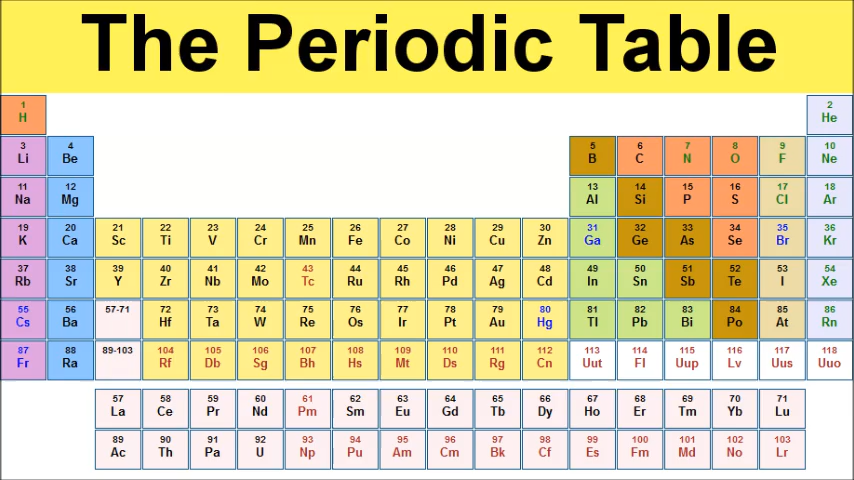 The Periodic Table
1 2
H He
3 4 5 6 7 8 9 10
Li Be B C N O F Ne
11 12 13 14 15 16 17 18
Na Mg Al Si P S Cl Ar
19 20 21 22 23 24 25 26 27 28 29 30 31 32 33 34 35 36
K Ca Sc Ti V Cr Mn Fe Co Ni Cu Zn Ga Ge As Se Br Kr
37 38 39 40 41 42 43 44 45 46 47 48 49 50 51 52 53 54
Rb Sr Y Zr Nb Mo Tc Ru Rh Pd Ag Cd In Sn Sb Te I Xe
55 56 57-71 72 73 74 75 76 77 78 79 80 81 82 83 84 85 86
Cs Ba Hf Ta W Re Os Ir Pt Au Hg Tl Pb Bi Po At Rn
87 88 89-103 104 105 106 107 108 109 110 111 112 113 114 115 116 117 118
Fr Ra Rf Db Sg Bh Hs Mt Ds Rg Cn Uut Fl Uup Lv Uus Uuo
57 58 59 60 61 62 63 64 65 66 67 68 69 70 71
La Ce Pr Nd Pm Sm Eu Gd Tb Dy Ho Er Tm Yb Lu
89 90 91 92 93 94 95 96 97 98 99 100 101 102 103
Ac Th Pa U Np Pu Am Cm Bk Cf Es Fm Md No Lr